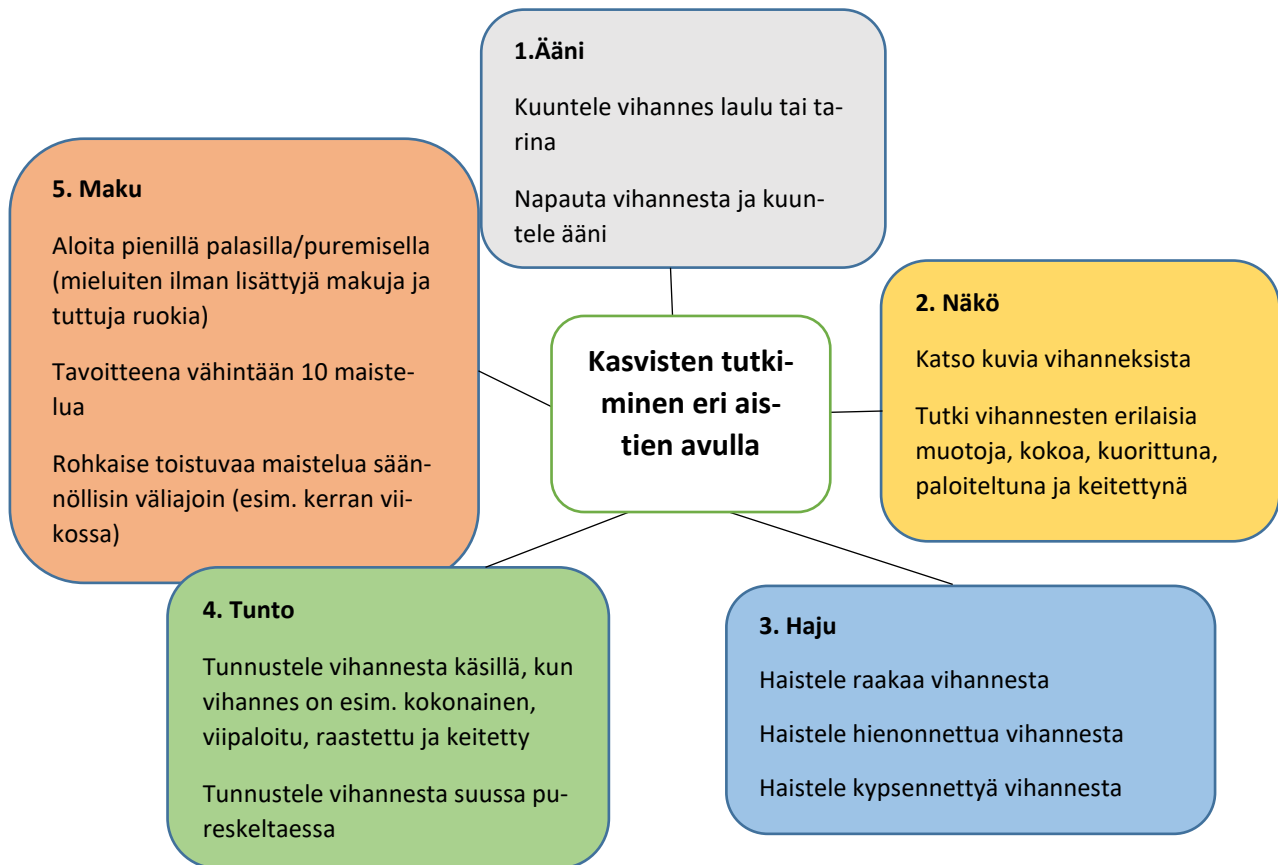 Kasvisten tutki-
minen eri ais-
tien avulla
1.Ääni
Kuuntele vihannes laulu tai ta-
rina
Napauta vihannesta ja kuun-
tele ääni
2. Näkö
Katso kuvia vihanneksista
Tutki vihannesten erilaisia
muotoja, kokoa, kuorittuna,
paloiteltuna ja keitettynä
3. Haju
Haistele raakaa vihannesta
Haistele hienonnettua vihannesta
Haistele kypsennettyä vihannesta
4. Tunto
Tunnustele vihannesta käsillä, kun
vihannes on esim. kokonainen,
viipaloitu, raastettu ja keitetty
Tunnustele vihannesta suussa pu-
reskeltaessa
5. Maku
Aloita pienillä palasilla/puremisella
(mieluiten ilman lisättyjä makuja ja
tuttuja ruokia)
Tavoitteena vähintään 10 maiste-
lua
Rohkaise toistuvaa maistelua sään-
nöllisin väliajoin (esim. kerran vii-
kossa)